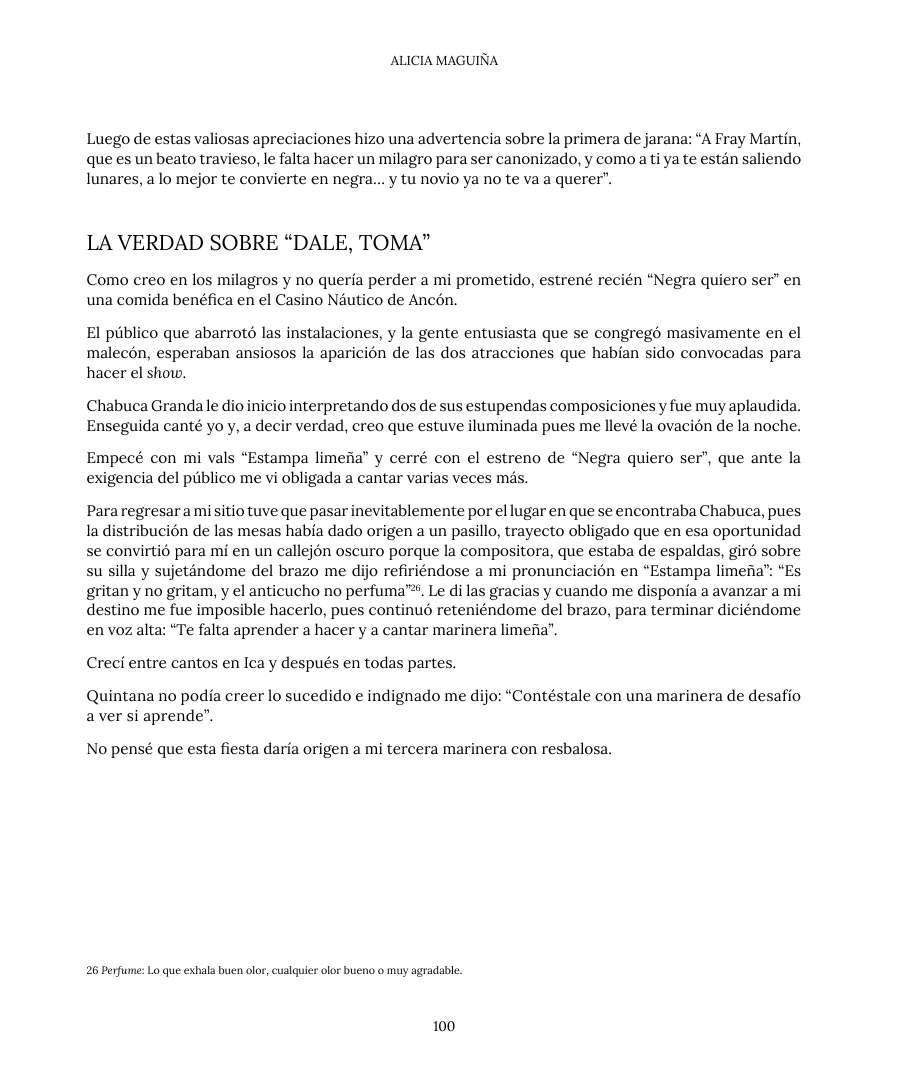 ALICIA MAGUIÑA
Luego de estas valiosas apreciaciones hizo una advertencia sobre la primera de jarana: “A Fray Martín,
que es un beato travieso, le falta hacer un milagro para ser canonizado, y como a ti ya te están saliendo
lunares, a lo mejor te convierte en negra... y tu novio ya no te va a querer”.
LA VERDAD SOBRE “DALE, TOMA”
Como creo en los milagros y no quería perder a mi prometido, estrené recién “Negra quiero ser” en
una comida benéfica en el Casino Náutico de Ancón.
El público que abarrotó las instalaciones, y la gente entusiasta que se congregó masivamente en el
malecón, esperaban ansiosos la aparición de las dos atracciones que habían sido convocadas para
hacer el show.
Chabuca Granda le dio inicio interpretando dos de sus estupendas composiciones y fue muy aplaudida.
Enseguida canté yo y, a decir verdad, creo que estuve iluminada pues me llevé la ovación de la noche.
Empecé con mi vals “Estampa limeña” y cerré con el estreno de “Negra quiero ser”, que ante la
exigencia del público me vi obligada a cantar varias veces más.
Para regresar a mi sitio tuve que pasar inevitablemente por el lugar en que se encontraba Chabuca, pues
la distribución de las mesas había dado origen a un pasillo, trayecto obligado que en esa oportunidad
se convirtió para mí en un callejón oscuro porque la compositora, que estaba de espaldas, giró sobre
su silla y sujetándome del brazo me dijo refiriéndose a mi pronunciación en “Estampa limeña”: “Es
gritan y no gritam, y el anticucho no perfuma”26. Le di las gracias y cuando me disponía a avanzar a mi
destino me fue imposible hacerlo, pues continuó reteniéndome del brazo, para terminar diciéndome
en voz alta: “Te falta aprender a hacer y a cantar marinera limeña”.
Crecí entre cantos en Ica y después en todas partes.
Quintana no podía creer lo sucedido e indignado me dijo: “Contéstale con una marinera de desafío
a ver si aprende”.
No pensé que esta fiesta daría origen a mi tercera marinera con resbalosa.
26 Perfume: Lo que exhala buen olor, cualquier olor bueno o muy agradable.
100